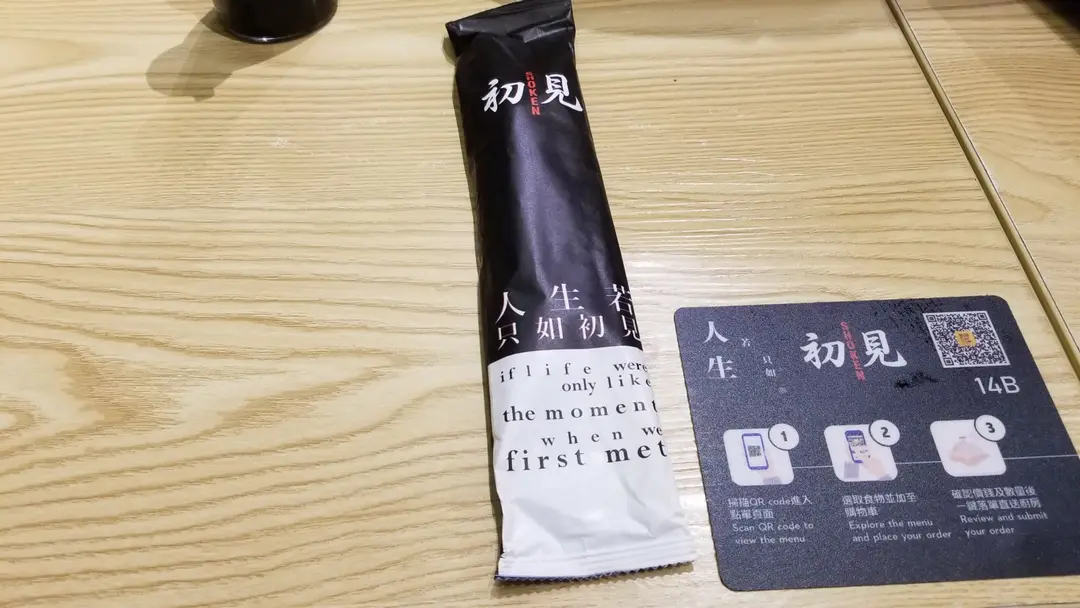 初見
SHOKEN
人生若
只如初見
if life were
only like
the moment
when we
first met
人生
若
只如
初見
SHOKEN
14B
1
2
3
掃描QR code進入
點單頁面
Scan QR code to
view the menu
選取食物並加至
購物車
Explore the menu
and place your order
確認價錢及數量後
一鍵落單直送廚房
Review and submit
your order